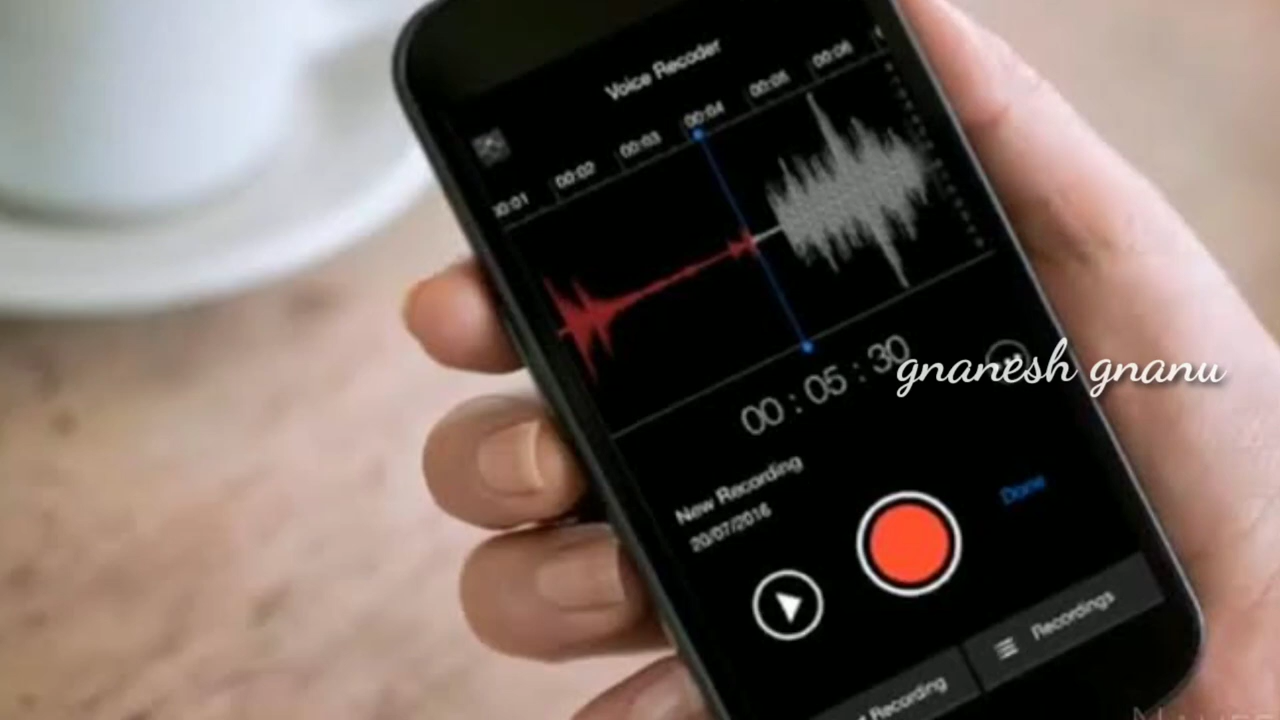 Voice Recoder
00:01 00:02 00:03 00:04 00:05 00:06
00 : 05 : 30
gnanesh gnanu
New Recording
20/07/2016
Done
Recording
Recordings